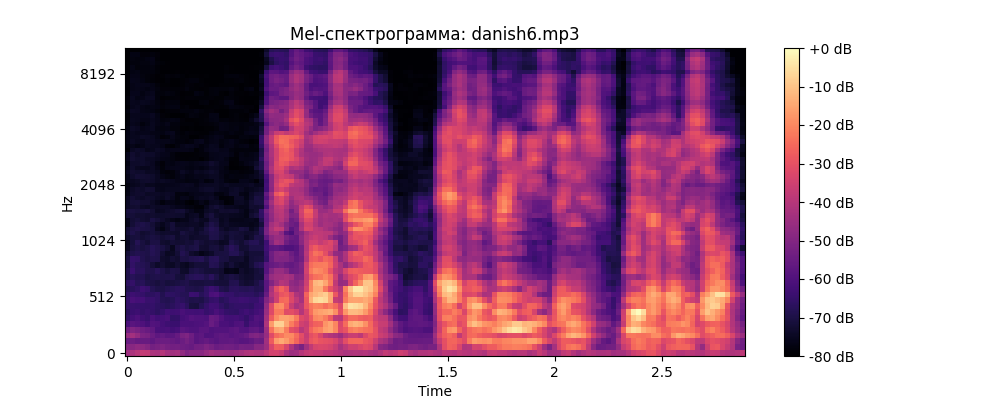 Mel-спектрограмма: danish6.mp3
8192
4096
2048
1024
512
0
Hz
0 0.5 1 1.5 2 2.5
Time
+0 dB
-10 dB
-20 dB
-30 dB
-40 dB
-50 dB
-60 dB
-70 dB
-80 dB